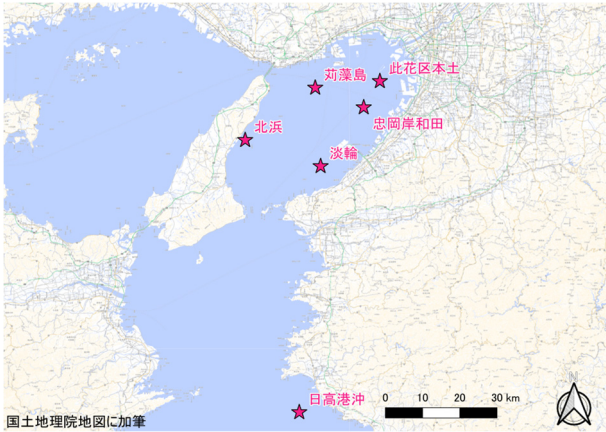 此花区本土
苅藻島
忠岡岸和田
北浜
淡輪
日高港沖
0 10 20 30 km
N
国土地理院地図に加筆